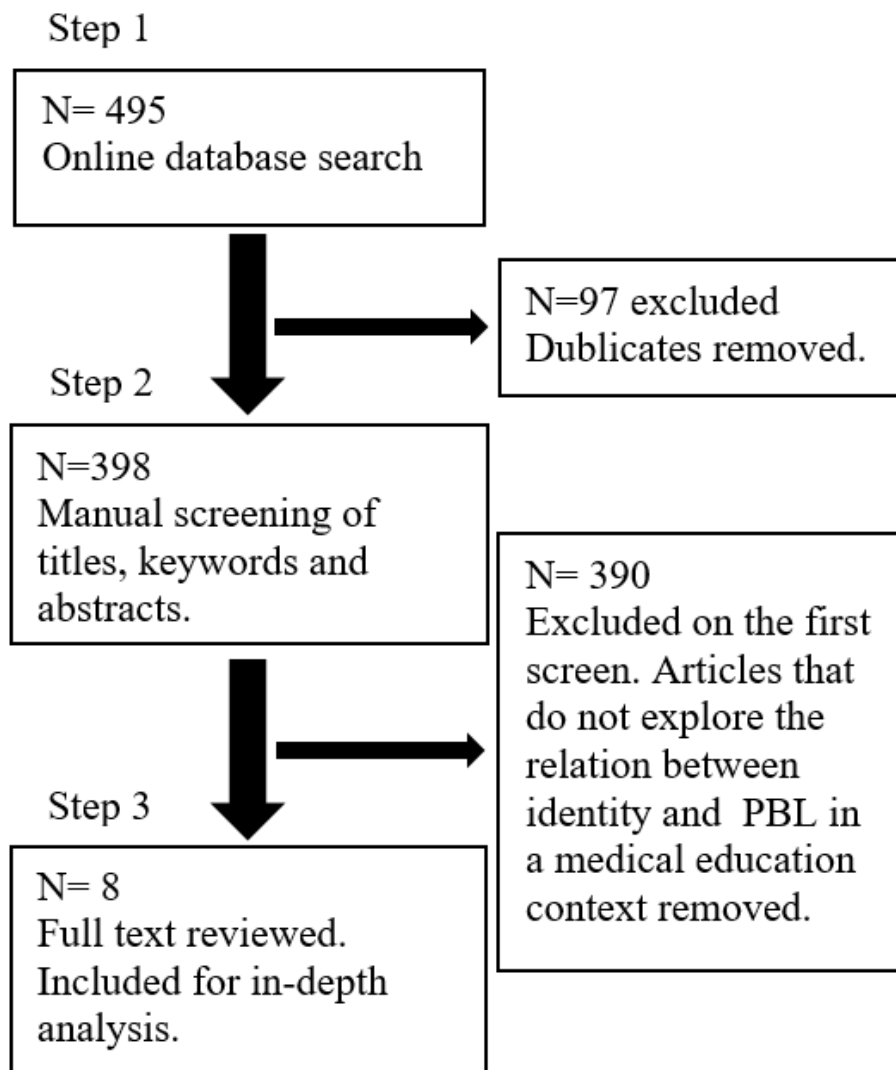 Step 1
N= 495
Online database search
N=97 excluded
Dublicates removed.
Step 2
N=398
Manual screening of
titles, keywords and
abstracts.
N= 390
Excluded on the first
screen. Articles that
do not explore the
relation between
identity and  PBL in
a medical education
context removed.
Step 3
N= 8
Full text reviewed.
Included for in-depth
analysis.